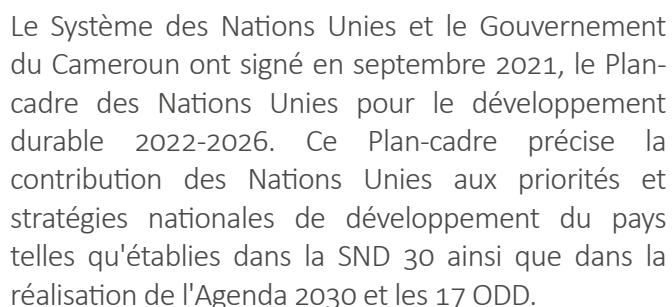 Le Système des Nations Unies et le Gouvernement
du Cameroun ont signé en septembre 2021, le Plan-
cadre des Nations Unies pour le développement
durable 2022-2026. Ce Plan-cadre précise la
contribution des Nations Unies aux priorités et
stratégies nationales de développement du pays
telles qu'établies dans la SND 30 ainsi que dans la
réalisation de l'Agenda 2030 et les 17 ODD.